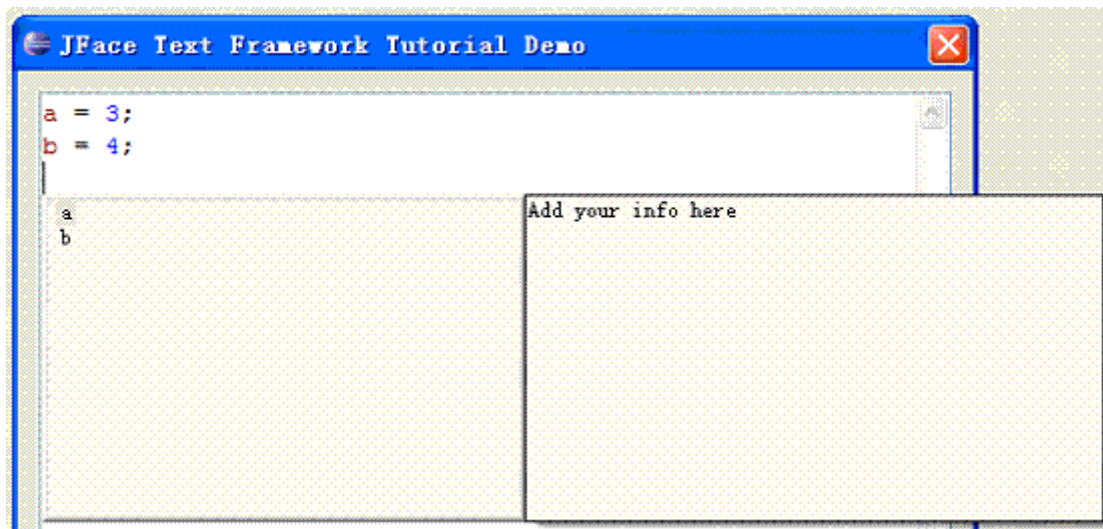 JFace Text Framework Tutorial Demo
a = 3;
b = 4;
a
b
Add your info here